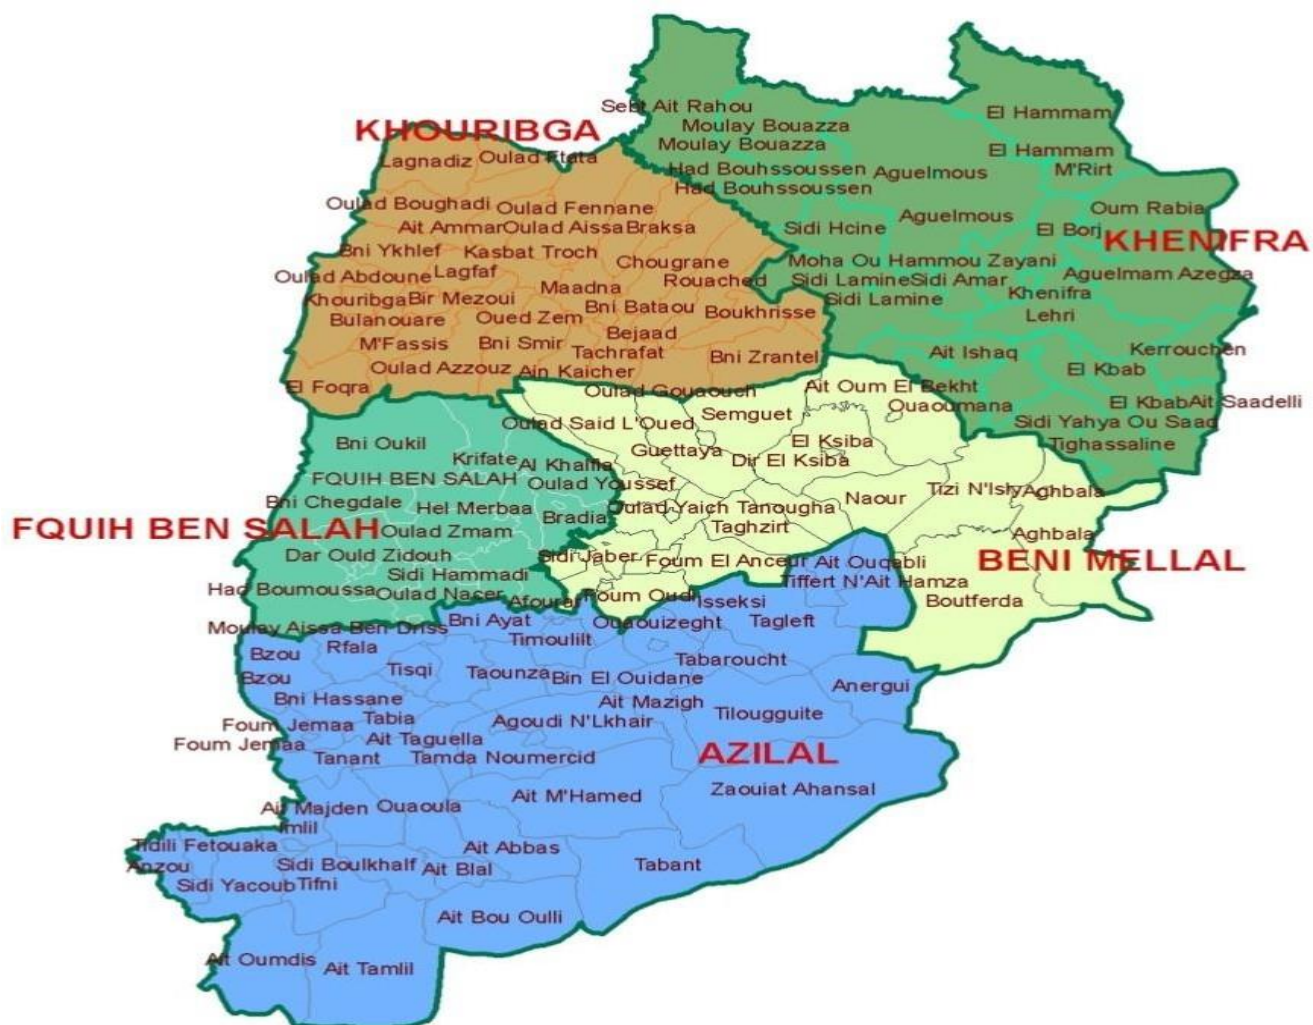 Sebt Ait Rahou
El Hammam
KHOURIBGA
Moulay Bouazza
Moulay Bouazza
El Hammam
Lagnadiz
Oulad Ftata
Had Bouhssoussen
Aguelmous
M'Rirt
Had Bouhssoussen
Oulad Boughadi
Oulad Fennane
Aguelmous
Oum Rabia
Ait Ammar
Oulad Aissa
Braksa
Sidi Hcine
El Borj
KHENIFRA
Bni Ykhlef
Kasbat Troch
Chougrane
Moha Ou Hammou Zayani
Oulad Abdoune
Lagfaf
Maadna
Rouached
Sidi Lamine
Sidi Amar
Aguelmam Azegza
Khouribga
Bir Mezoui
Bni Bataou
Boukhrisse
Sidi Lamine
Khenifra
Bulanouare
Oued Zem
Bejaad
Lehri
M'Fassis
Bni Smir
Tachrafat
Bni Zrantel
Ait Ishaq
Kerrouchen
Oulad Azzouz
Ain Kaicher
El Kbab
El Foqra
Oulad Gouaouch
Ait Oum El Bekht
Ouaoumana
El Kbab
Ait Saadelli
Oulad Said L'Oued
Semguet
Sidi Yahya Ou Saad
Bni Oukil
Guettaya
El Ksiba
Tighassaline
Krifate
Al Khalfia
Dir El Ksiba
FQUIH BEN SALAH
Oulad Youssef
Naour
Tizi N'Isly
Aghbala
Bni Chegdale
Hel Merbaa
Bradia
Oulad Yaich
Tanougha
FQUIH BEN SALAH
Oulad Zmam
Taghzirt
Aghbala
Dar Ould Zidouh
Sidi Jaber
Foum El Anceur
Ait Ouqabli
BENI MELLAL
Sidi Hammadi
Tiffert N'Ait Hamza
Had Boumoussa
Oulad Nacer
Afourar
Foum Oudi
Isseksi
Boutferda
Moulay Aissa Ben Driss
Bni Ayat
Ouaouizeght
Tagleft
Bzou
Rfala
Timoulilt
Tabaroucht
Bzou
Tisqi
Taounza
Bin El Ouidane
Anergui
Bni Hassane
Ait Mazigh
Tilougguite
Foum Jemaa
Tabia
Agoudi N'Lkhair
Foum Jemaa
Ait Taguella
AZILAL
Tanant
Tamda Noumercid
Zaouiat Ahansal
Ait Majden
Ouaoula
Ait M'Hamed
Imlil
Tidili Fetouaka
Ait Abbas
Anzou
Sidi Boulkhalf
Ait Blal
Tabant
Sidi Yacoub
Tifni
Ait Bou Oulli
Ait Oumdis
Ait Tamlil